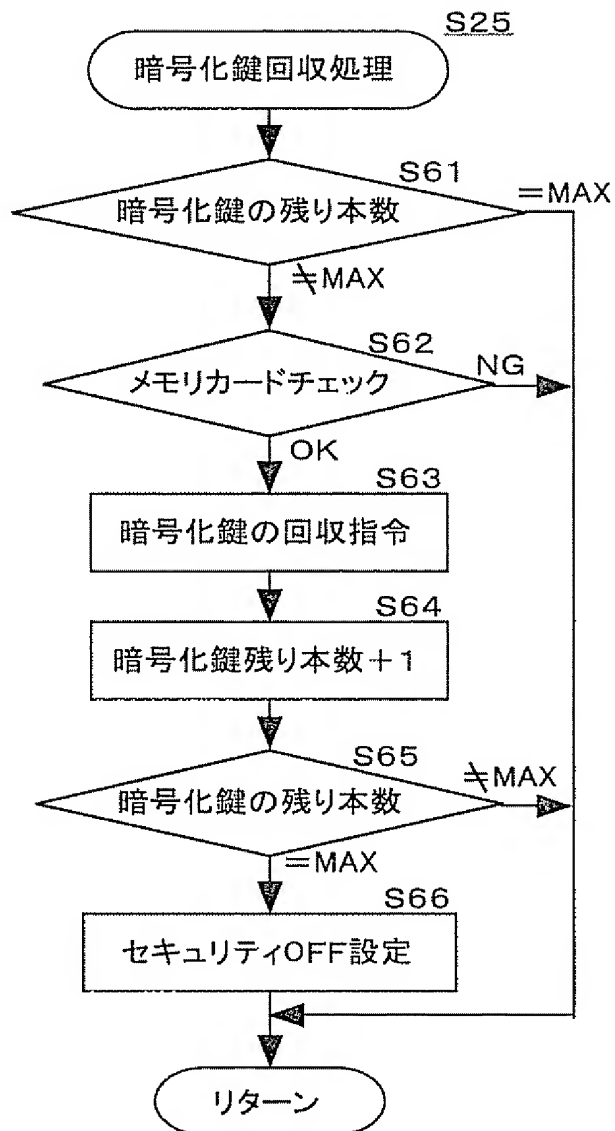 S25
暗号化鍵回収処理
S61
暗号化鍵の残り本数
=MAX
≠MAX
S62
メモリカードチェック
NG
OK
S63
暗号化鍵の回収指令
S64
暗号化鍵残り本数+1
S65
暗号化鍵の残り本数
≠MAX
=MAX
S66
セキュリティOFF設定
リターン